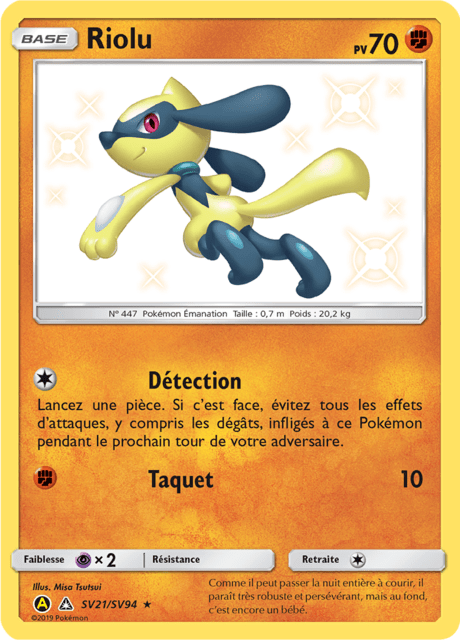 BASE Riolu PV 70
N° 447 Pokémon Émanation Taille : 0,7 m Poids : 20,2 kg
Détection
Lancez une pièce. Si c'est face, évitez tous les effets
d'attaques, y compris les dégâts, infligés à ce Pokémon
pendant le prochain tour de votre adversaire.
Taquet 10
Faiblesse × 2 Résistance Retraite
Illus. Misa Tsutsui
A SV21/SV94 ★
©2019 Pokémon
Comme il peut passer la nuit entière à courir, il
paraît très robuste et persévérant, mais au fond,
c'est encore un bébé.